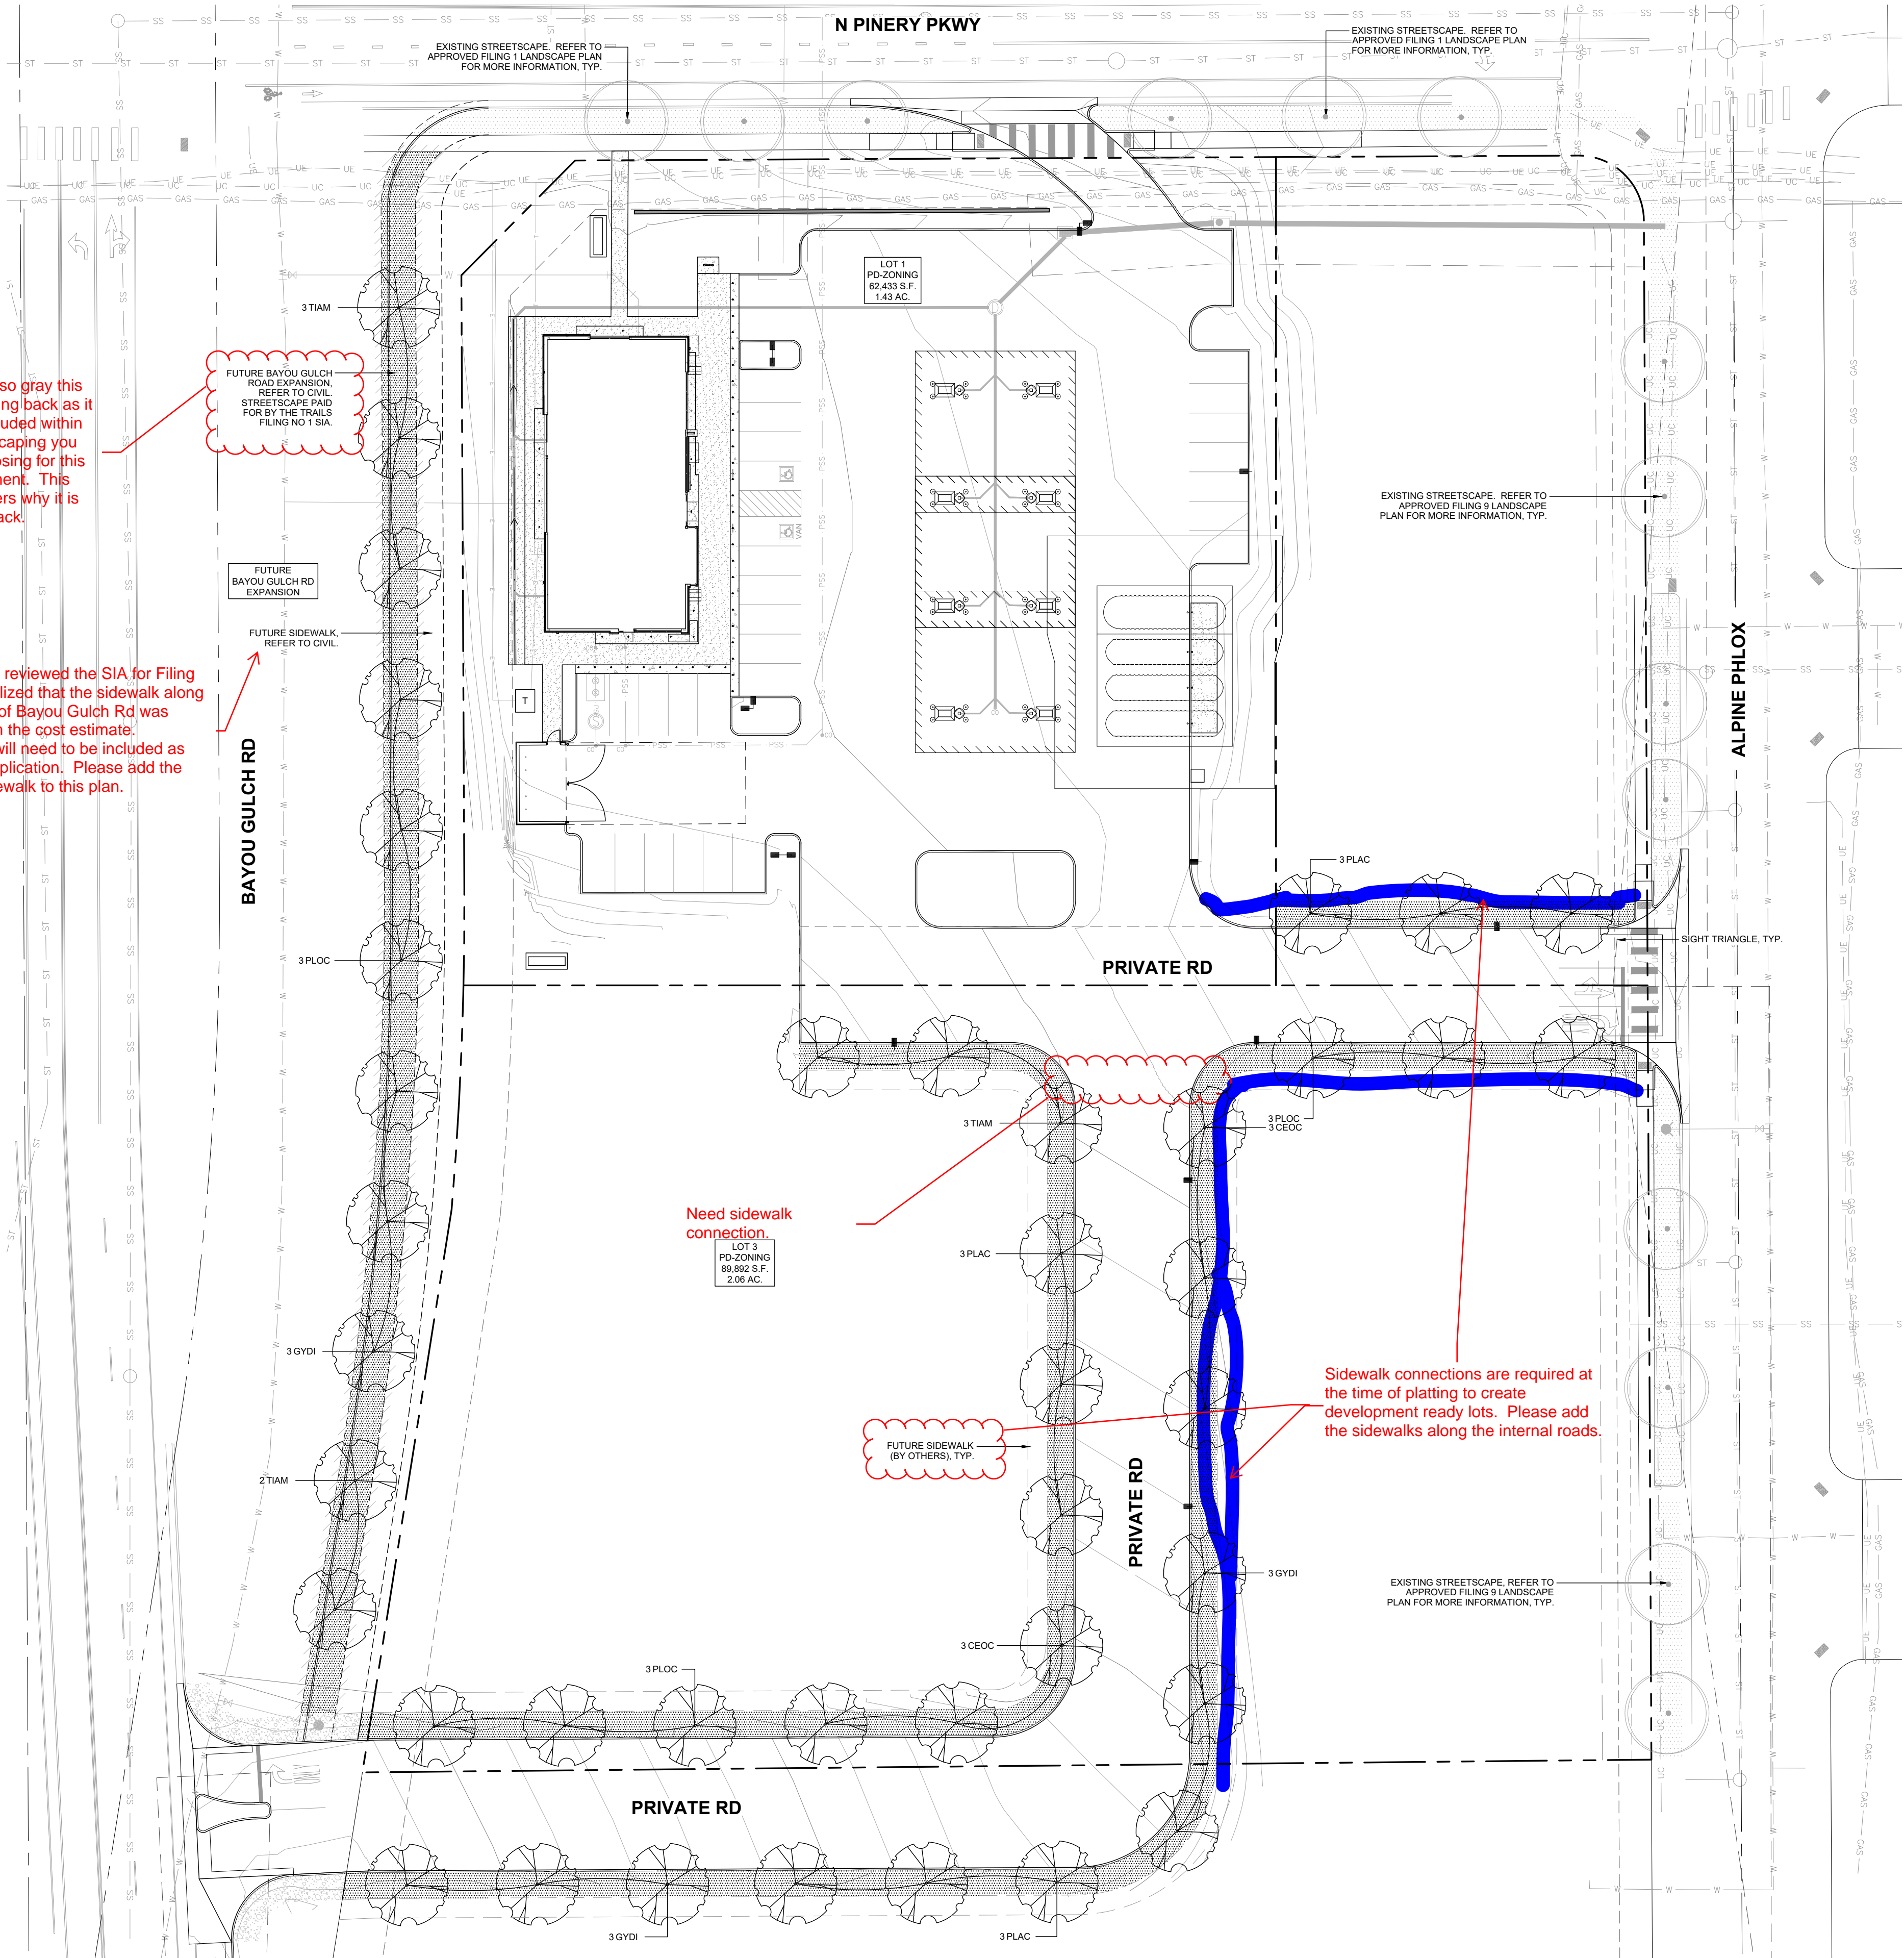 N PINERY PKWY
EXISTING STREETSCAPE. REFER TO
APPROVED FILING 1 LANDSCAPE PLAN
FOR MORE INFORMATION, TYP.
EXISTING STREETSCAPE. REFER TO
APPROVED FILING 1 LANDSCAPE PLAN
FOR MORE INFORMATION, TYP.
LOT 1
PD-ZONING
62,433 S.F.
1.43 AC.
3 TIAM
FUTURE BAYOU GULCH
ROAD EXPANSION,
REFER TO CIVIL.
STREETSCAPE PAID
FOR BY THE TRAILS
FILING NO 1 SIA.
so gray this
ng back as it
uded within
caping you
osing for this
ment. This
ers why it is
ack.
EXISTING STREETSCAPE. REFER TO
APPROVED FILING 9 LANDSCAPE
PLAN FOR MORE INFORMATION, TYP.
VAN
FUTURE
BAYOU GULCH RD
EXPANSION
FUTURE SIDEWALK,
REFER TO CIVIL.
reviewed the SIA for Filing
lized that the sidewalk along
of Bayou Gulch Rd was
n the cost estimate.
will need to be included as
plication. Please add the
ewalk to this plan.
T
BAYOU GULCH RD
ALPINE PHLOX
3 PLAC
SIGHT TRIANGLE, TYP.
3 PLOC
PRIVATE RD
3 TIAM
3 PLOC
3 CEOC
Need sidewalk
connection.
LOT 3
PD-ZONING
89,892 S.F.
2.06 AC.
3 PLAC
3 GYDI
Sidewalk connections are required at
the time of platting to create
development ready lots. Please add
the sidewalks along the internal roads.
FUTURE SIDEWALK
(BY OTHERS), TYP.
2 TIAM
PRIVATE RD
3 GYDI
EXISTING STREETSCAPE, REFER TO
APPROVED FILING 9 LANDSCAPE
PLAN FOR MORE INFORMATION, TYP.
3 CEOC
3 PLOC
PRIVATE RD
3 GYDI
3 PLAC